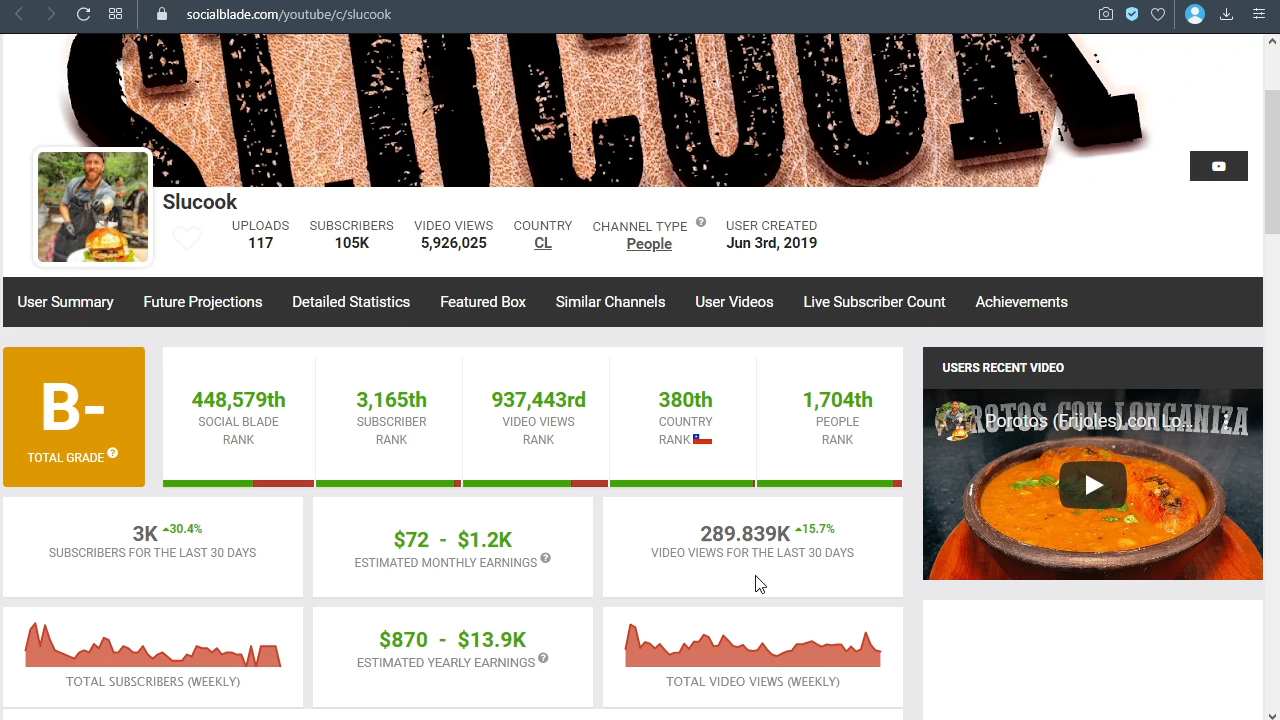 socialblade.com/youtube/c/slucook
SLUCOOK
Slucook
UPLOADS
117
SUBSCRIBERS
105K
VIDEO VIEWS
5,926,025
COUNTRY
CL
CHANNEL TYPE ?
People
USER CREATED
Jun 3rd, 2019
User Summary
Future Projections
Detailed Statistics
Featured Box
Similar Channels
User Videos
Live Subscriber Count
Achievements
B-
TOTAL GRADE ?
448,579th
SOCIAL BLADE
RANK
3,165th
SUBSCRIBER
RANK
937,443rd
VIDEO VIEWS
RANK
380th
COUNTRY
RANK
1,704th
PEOPLE
RANK
USERS RECENT VIDEO
POROTOS CON LONGANIZA
Porotos (Frijoles) con Lo...
3K 30.4%
SUBSCRIBERS FOR THE LAST 30 DAYS
$72 - $1.2K
ESTIMATED MONTHLY EARNINGS ?
289.839K 15.7%
VIDEO VIEWS FOR THE LAST 30 DAYS
TOTAL SUBSCRIBERS (WEEKLY)
$870 - $13.9K
ESTIMATED YEARLY EARNINGS ?
TOTAL VIDEO VIEWS (WEEKLY)